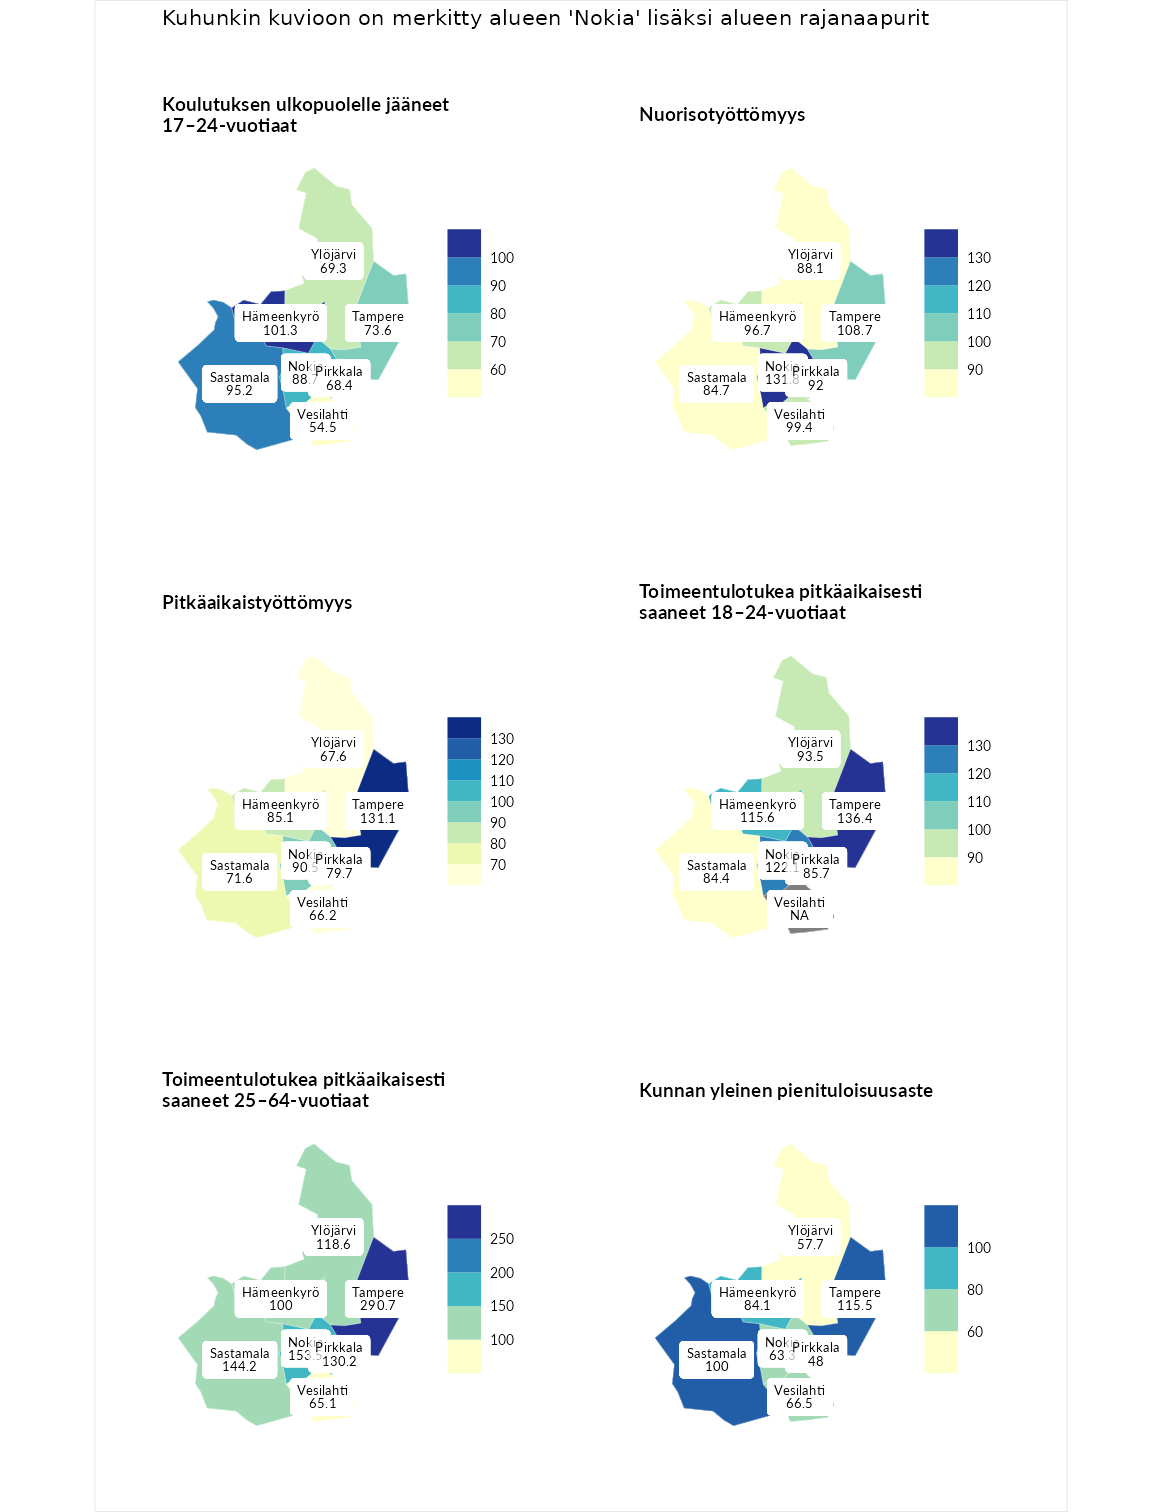 Kuhunkin kuvioon on merkitty alueen 'Nokia' lisäksi alueen rajanaapurit
Koulutuksen ulkopuolelle jääneet
17–24-vuotiaat
Ylöjärvi
69.3
Hämeenkyrö
101.3
Tampere
73.6
Nokia
88.7
Pirkkala
68.4
Sastamala
95.2
Vesilahti
54.5
100
90
80
70
60
Nuorisotyöttömyys
Ylöjärvi
88.1
Hämeenkyrö
96.7
Tampere
108.7
Nokia
131.8
Pirkkala
92
Sastamala
84.7
Vesilahti
99.4
130
120
110
100
90
Pitkäaikaistyöttömyys
Ylöjärvi
67.6
Hämeenkyrö
85.1
Tampere
131.1
Nokia
90.5
Pirkkala
79.7
Sastamala
71.6
Vesilahti
66.2
130
120
110
100
90
80
70
Toimeentulotukea pitkäaikaisesti
saaneet 18–24-vuotiaat
Ylöjärvi
93.5
Hämeenkyrö
115.6
Tampere
136.4
Nokia
122.1
Pirkkala
85.7
Sastamala
84.4
Vesilahti
NA
130
120
110
100
90
Toimeentulotukea pitkäaikaisesti
saaneet 25–64-vuotiaat
Ylöjärvi
118.6
Hämeenkyrö
100
Tampere
290.7
Nokia
153.5
Pirkkala
130.2
Sastamala
144.2
Vesilahti
65.1
250
200
150
100
Kunnan yleinen pienituloisuusaste
Ylöjärvi
57.7
Hämeenkyrö
84.1
Tampere
115.5
Nokia
63.3
Pirkkala
48
Sastamala
100
Vesilahti
66.5
100
80
60